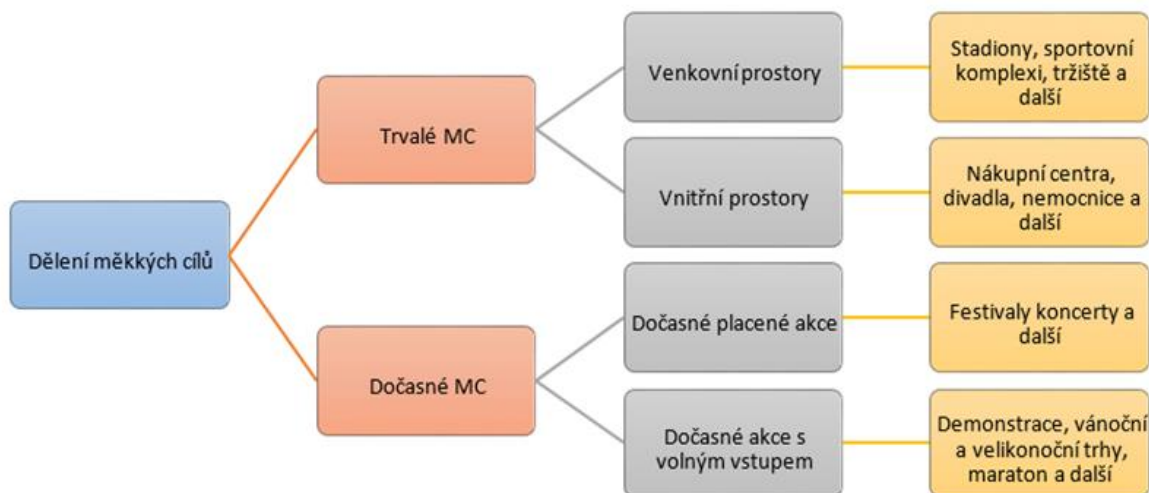 Dělení měkkých cílů
Trvalé MC
Dočasné MC
Venkovní prostory
Vnitřní prostory
Dočasné placené akce
Dočasné akce s
volným vstupem
Stadiony, sportovní
komplexi, tržiště a
další
Nákupní centra,
divadla, nemocnice a
další
Festivaly koncerty a
další
Demonstrace, vánoční
a velikonoční trhy,
maraton a další